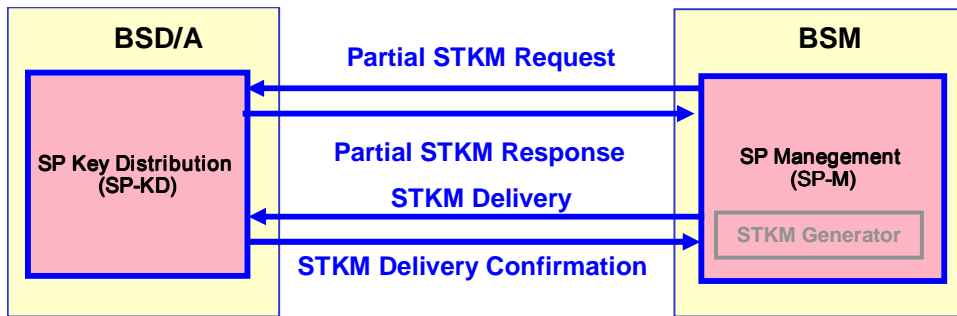 BSD/A
BSM
Partial STKM Request
SP Key Distribution
(SP-KD)
Partial STKM Response
SP Manegement
(SP-M)
STKM Delivery
STKM Generator
STKM Delivery Confirmation